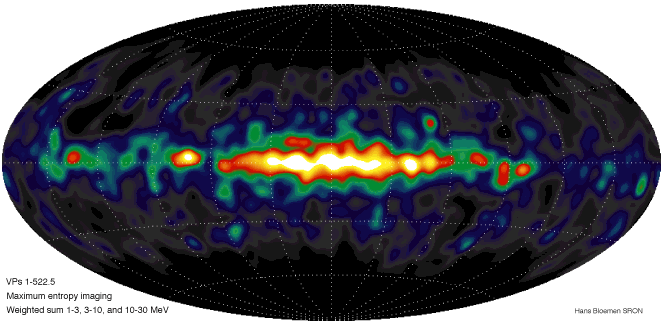 VPs 1-522.5
Maximum entropy imaging
Weighted sum 1-3, 3-10, and 10-30 MeV
Hans Bloemen SRON